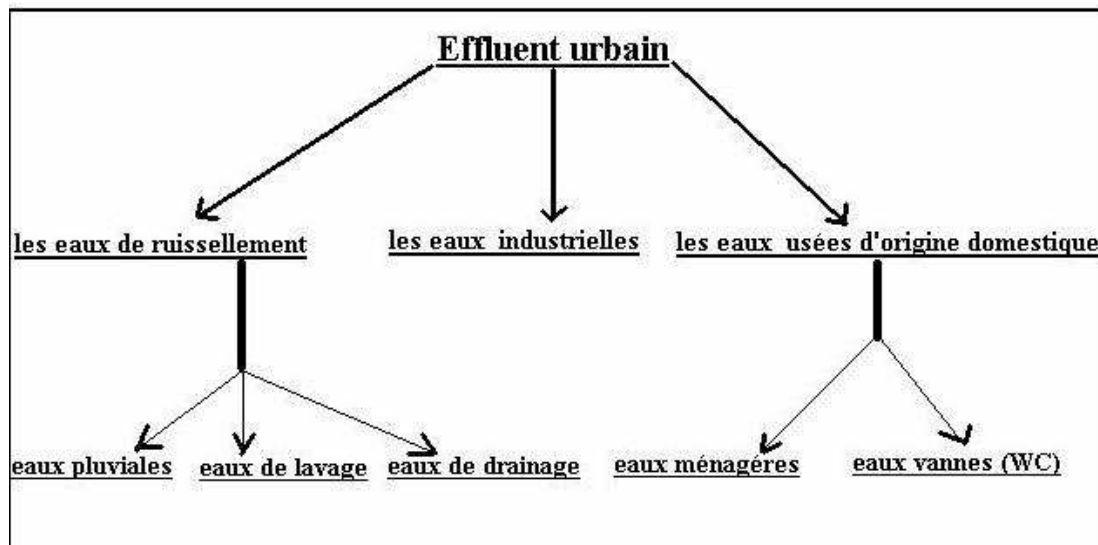 Effluent urbain
les eaux de ruissellement
les eaux industrielles
les eaux usées d'origine domestique
eaux pluviales
eaux de lavage
eaux de drainage
eaux ménagéres
eaux vannes (WC)